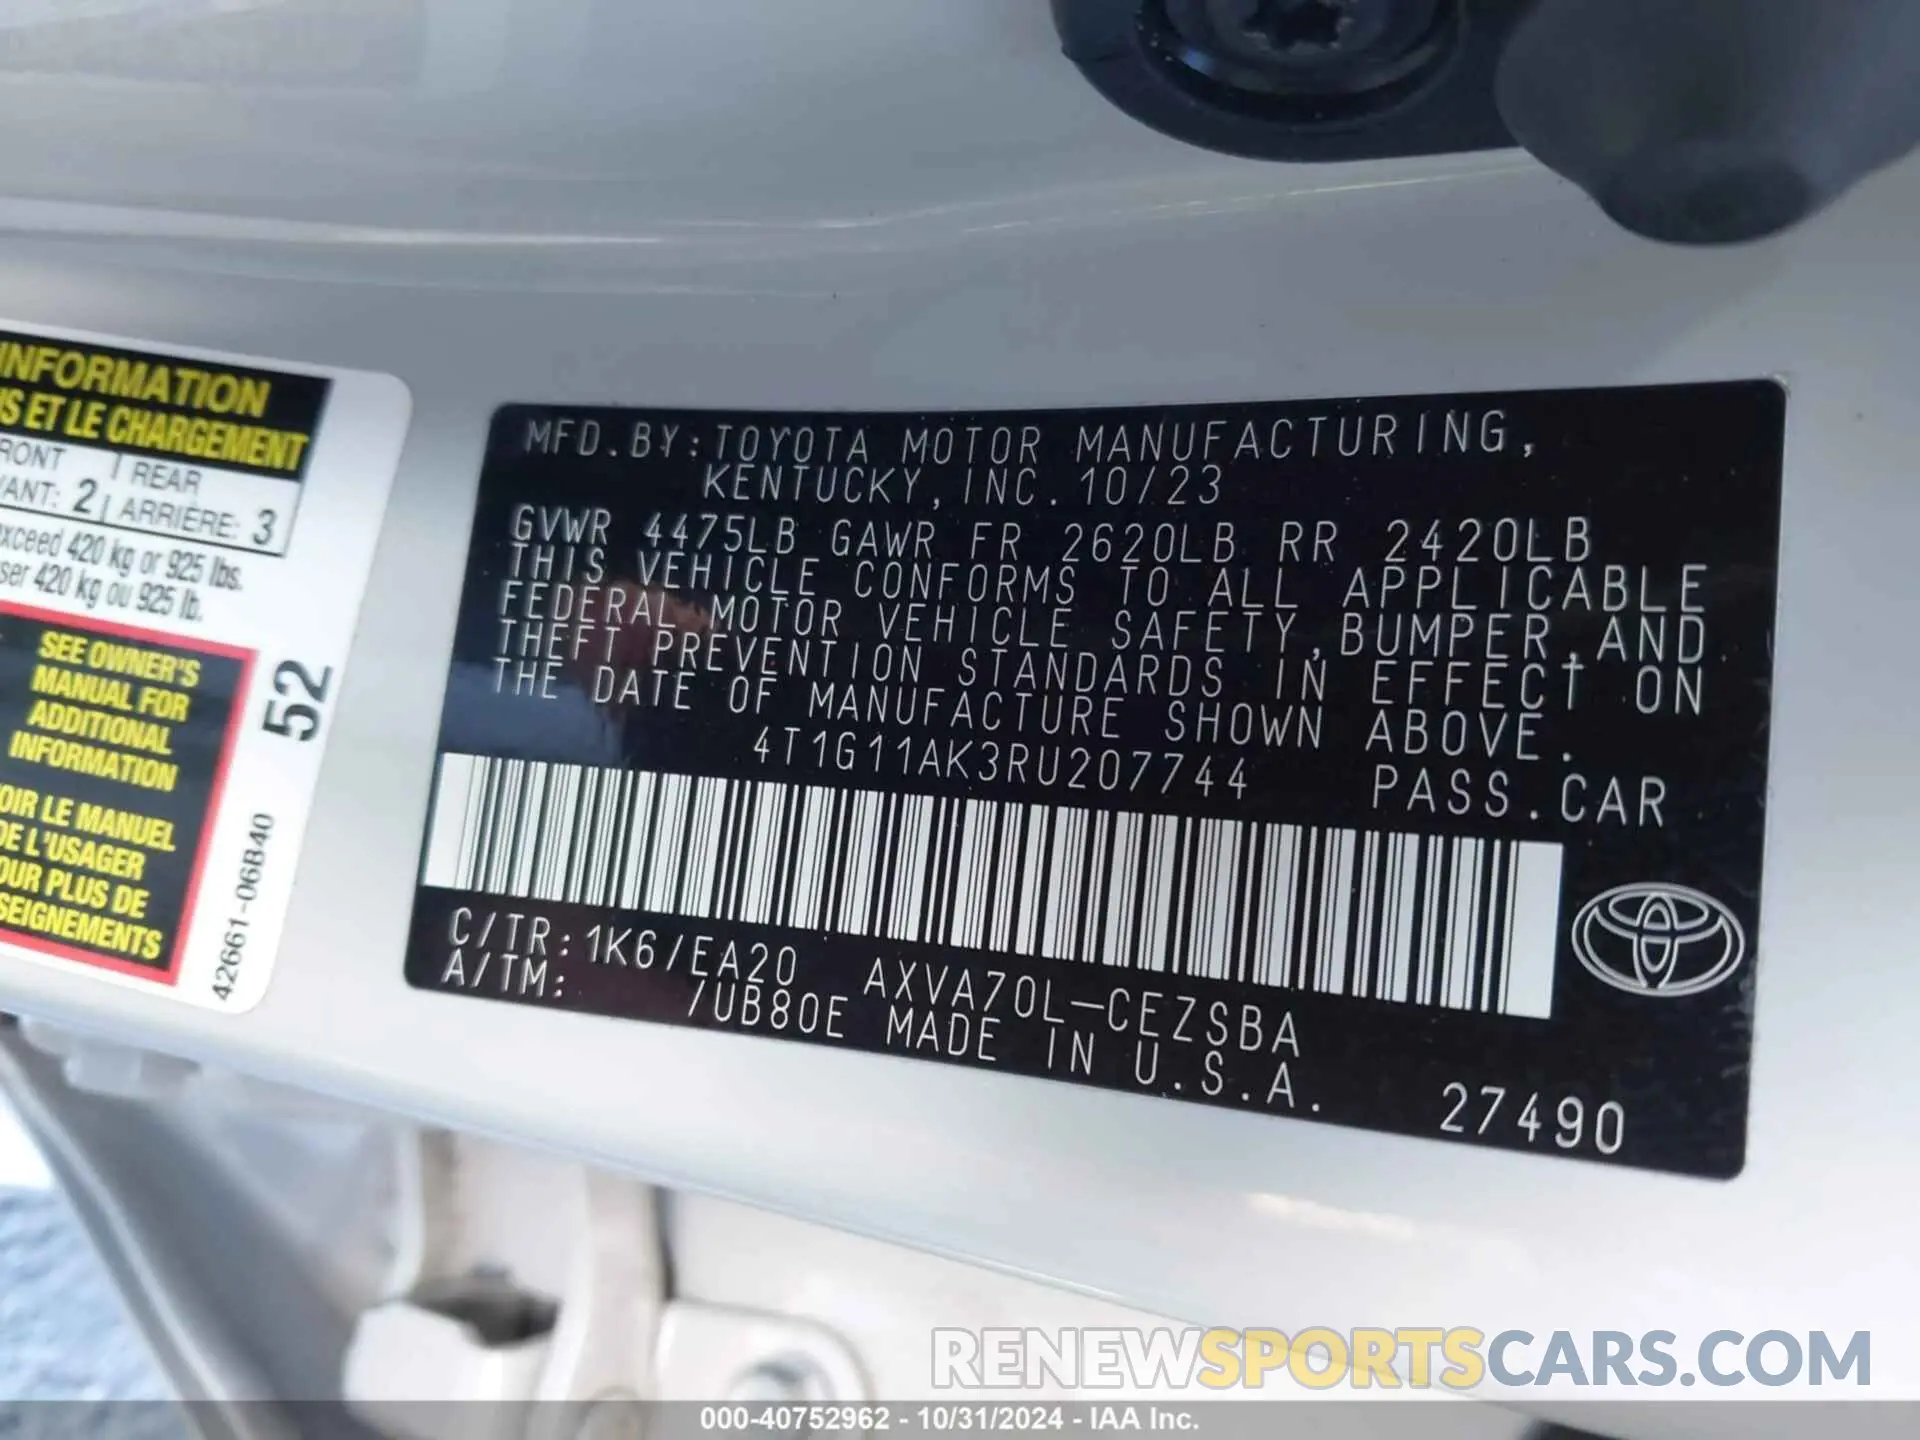 INFORMATION
S ET LE CHARGEMENT
RONT | REAR
VANT: 2 | ARRIÈRE: 3
xceed 420 kg or 925 lbs.
ser 420 kg ou 925 lb.
SEE OWNER'S
MANUAL FOR
ADDITIONAL
INFORMATION
OIR LE MANUEL
DE L'USAGER
OUR PLUS DE
SEIGNEMENTS
52
42661-06B40
MFD. BY: TOYOTA MOTOR MANUFACTURING,
KENTUCKY, INC. 10/23
GVWR 4475LB GAWR FR 2620LB RR 2420LB
THIS VEHICLE CONFORMS TO ALL APPLICABLE
FEDERAL MOTOR VEHICLE SAFETY, BUMPER, AND
THEFT PREVENTION STANDARDS IN EFFECT ON
THE DATE OF MANUFACTURE SHOWN ABOVE.
4T1G11AK3RU207744 PASS. CAR
C/TR: 1K6/EA20 AXVA70L-CEZSBA
A/TM: /UB80E MADE IN U.S.A.
27490
RENEWSPORTSCARS.COM
000-40752962 - 10/31/2024 - IAA Inc.